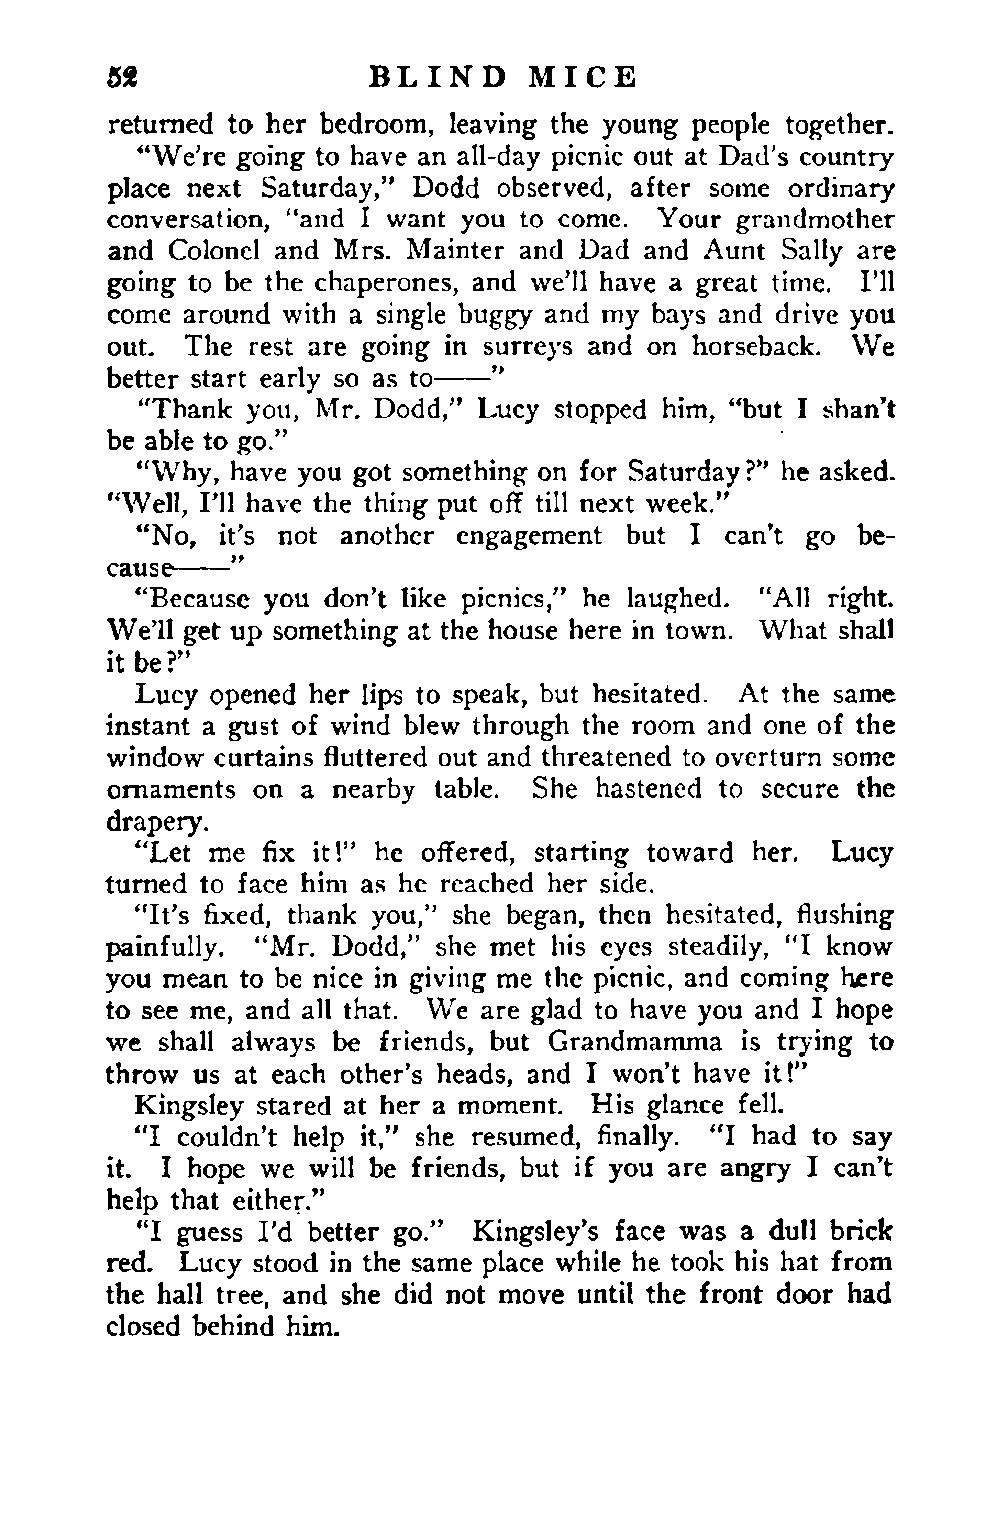 52 BLIND MICE
returned to her bedroom, leaving the young people together.
“We’re going to have an all-day picnic out at Dad’s country
place next Saturday,” Dodd observed, after some ordinary
conversation, “and I want you to come. Your grandmother
and Colonel and Mrs. Mainter and Dad and Aunt Sally are
going to be the chaperones, and we’ll have a great time. I’ll
come around with a single buggy and my bays and drive you
out. The rest are going in surreys and on horseback. We
better start early so as to——”
“Thank you, Mr. Dodd,” Lucy stopped him, “but I shan’t
be able to go.”
“Why, have you got something on for Saturday?” he asked.
“Well, I’ll have the thing put off till next week.”
“No, it’s not another engagement but I can’t go be-
cause——”
“Because you don’t like picnics,” he laughed. “All right.
We’ll get up something at the house here in town. What shall
it be?”
Lucy opened her lips to speak, but hesitated. At the same
instant a gust of wind blew through the room and one of the
window curtains fluttered out and threatened to overturn some
ornaments on a nearby table. She hastened to secure the
drapery.
“Let me fix it!” he offered, starting toward her. Lucy
turned to face him as he reached her side.
“It’s fixed, thank you,” she began, then hesitated, flushing
painfully. “Mr. Dodd,” she met his eyes steadily, “I know
you mean to be nice in giving me the picnic, and coming here
to see me, and all that. We are glad to have you and I hope
we shall always be friends, but Grandmamma is trying to
throw us at each other’s heads, and I won’t have it!”
Kingsley stared at her a moment. His glance fell.
“I couldn’t help it,” she resumed, finally. “I had to say
it. I hope we will be friends, but if you are angry I can’t
help that either.”
“I guess I’d better go.” Kingsley’s face was a dull brick
red. Lucy stood in the same place while he took his hat from
the hall tree, and she did not move until the front door had
closed behind him.